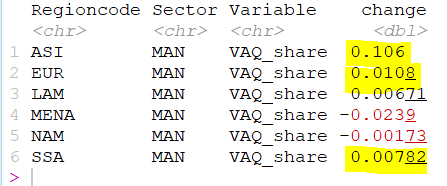 Regioncode Sector Variable change
<chr> <chr> <chr> <dbl>
1 ASI MAN VAQ_share 0.106
2 EUR MAN VAQ_share 0.0108
3 LAM MAN VAQ_share 0.00671
4 MENA MAN VAQ_share -0.0239
5 NAM MAN VAQ_share -0.00173
6 SSA MAN VAQ_share 0.00782
>